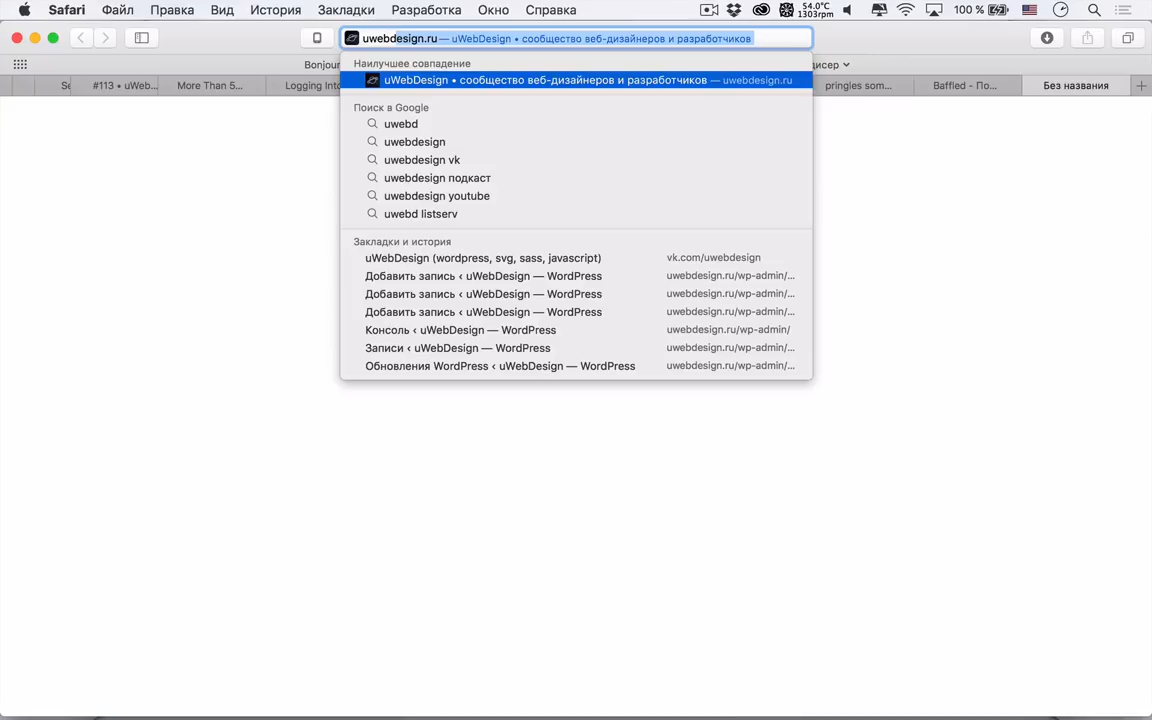 Safari Файл Правка Вид История Закладки Разработка Окно Справка 54.0°C 1303rpm 100 %
uwebdesign.ru — uWebDesign • сообщество веб-дизайнеров и разработчиков
Bonjour
дисер
Наилучшее совпадение
uWebDesign • сообщество веб-дизайнеров и разработчиков — uwebdesign.ru
#113 • uWeb... More Than 5... Logging Into pringles som... Baffled - По... Без названия
Поиск в Google
uwebd
uwebdesign
uwebdesign vk
uwebdesign подкаст
uwebdesign youtube
uwebd listserv
Закладки и история
uWebDesign (wordpress, svg, sass, javascript) vk.com/uwebdesign
Добавить запись ‹ uWebDesign — WordPress uwebdesign.ru/wp-admin/...
Добавить запись ‹ uWebDesign — WordPress uwebdesign.ru/wp-admin/...
Добавить запись ‹ uWebDesign — WordPress uwebdesign.ru/wp-admin/...
Консоль ‹ uWebDesign — WordPress uwebdesign.ru/wp-admin/
Записи ‹ uWebDesign — WordPress uwebdesign.ru/wp-admin/...
Обновления WordPress ‹ uWebDesign — WordPress uwebdesign.ru/wp-admin/...